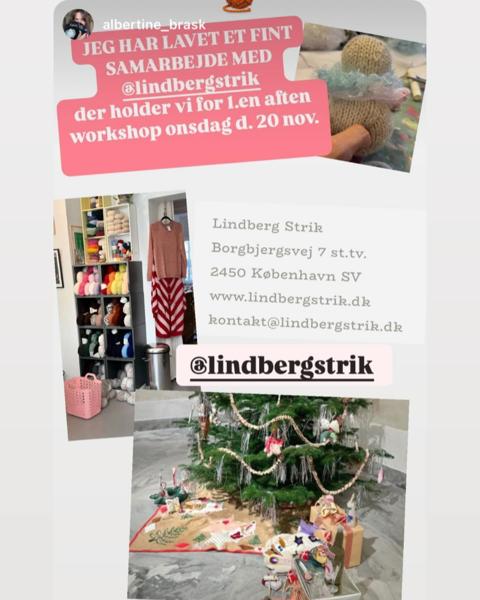 albertine_brask
JEG HAR LAVET ET FINT
SAMARBEJDE MED
@lindbergstrik
der holder vi for 1.en aften
workshop onsdag d. 20 nov.
Lindberg Strik
Borgbjergsvej 7 st.tv.
2450 København SV
www.lindbergstrik.dk
kontakt@lindbergstrik.dk
@lindbergstrik